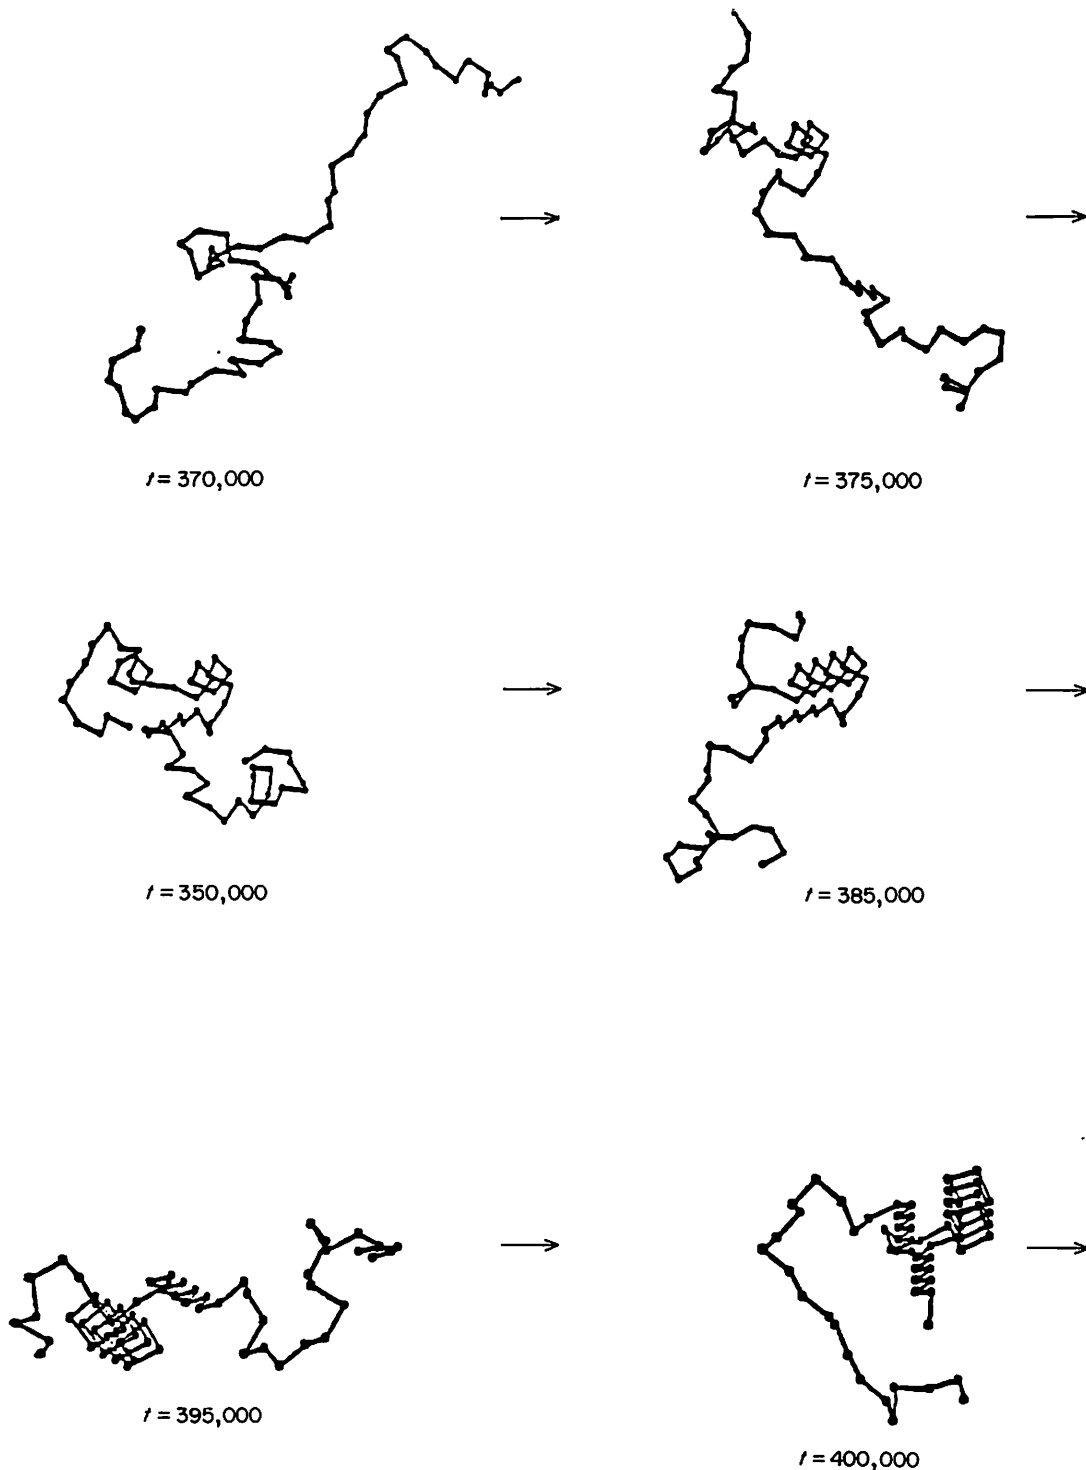 t = 370,000
t = 375,000
t = 350,000
t = 385,000
t = 395,000
t = 400,000